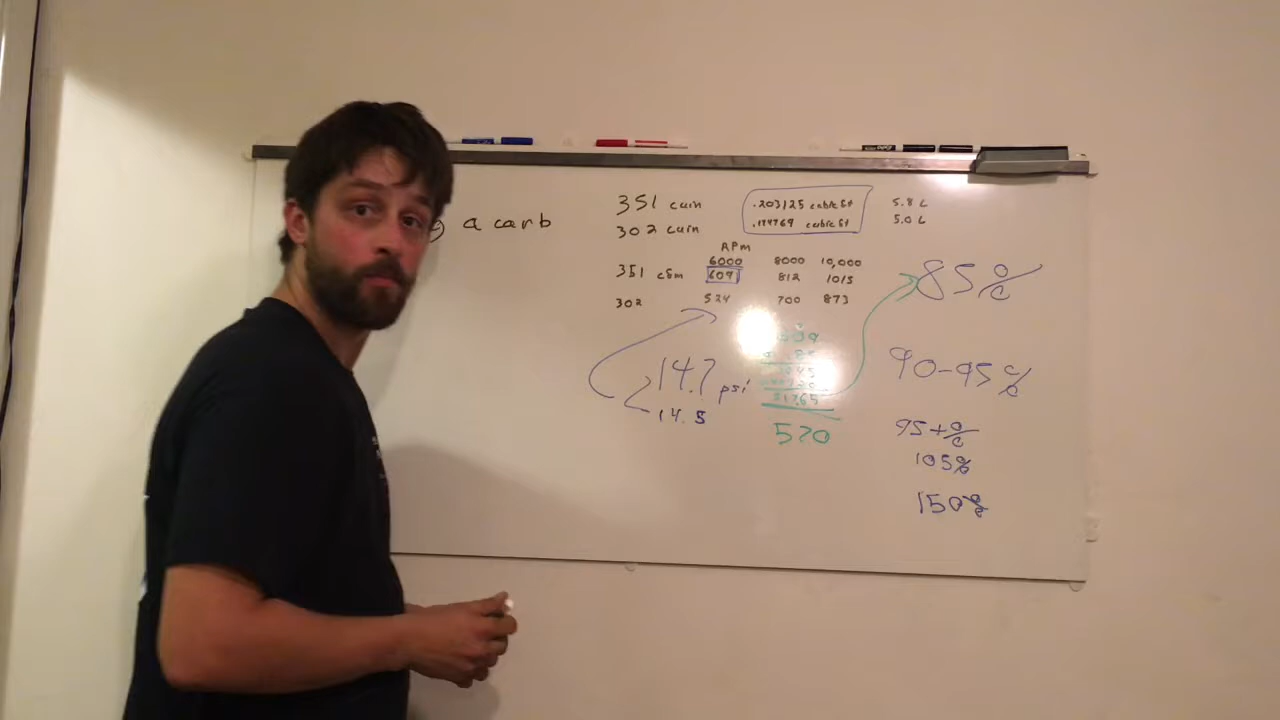 a carb
351 cuin .203125 cubic ft 5.8 L
302 cuin .174769 cubic ft 5.0 L
RPm
6000 8000 10,000
351 cfm 609 812 1015
302 524 700 873
85%
14.7 psi
14.5
570
90-95%
95+%
105%
150%